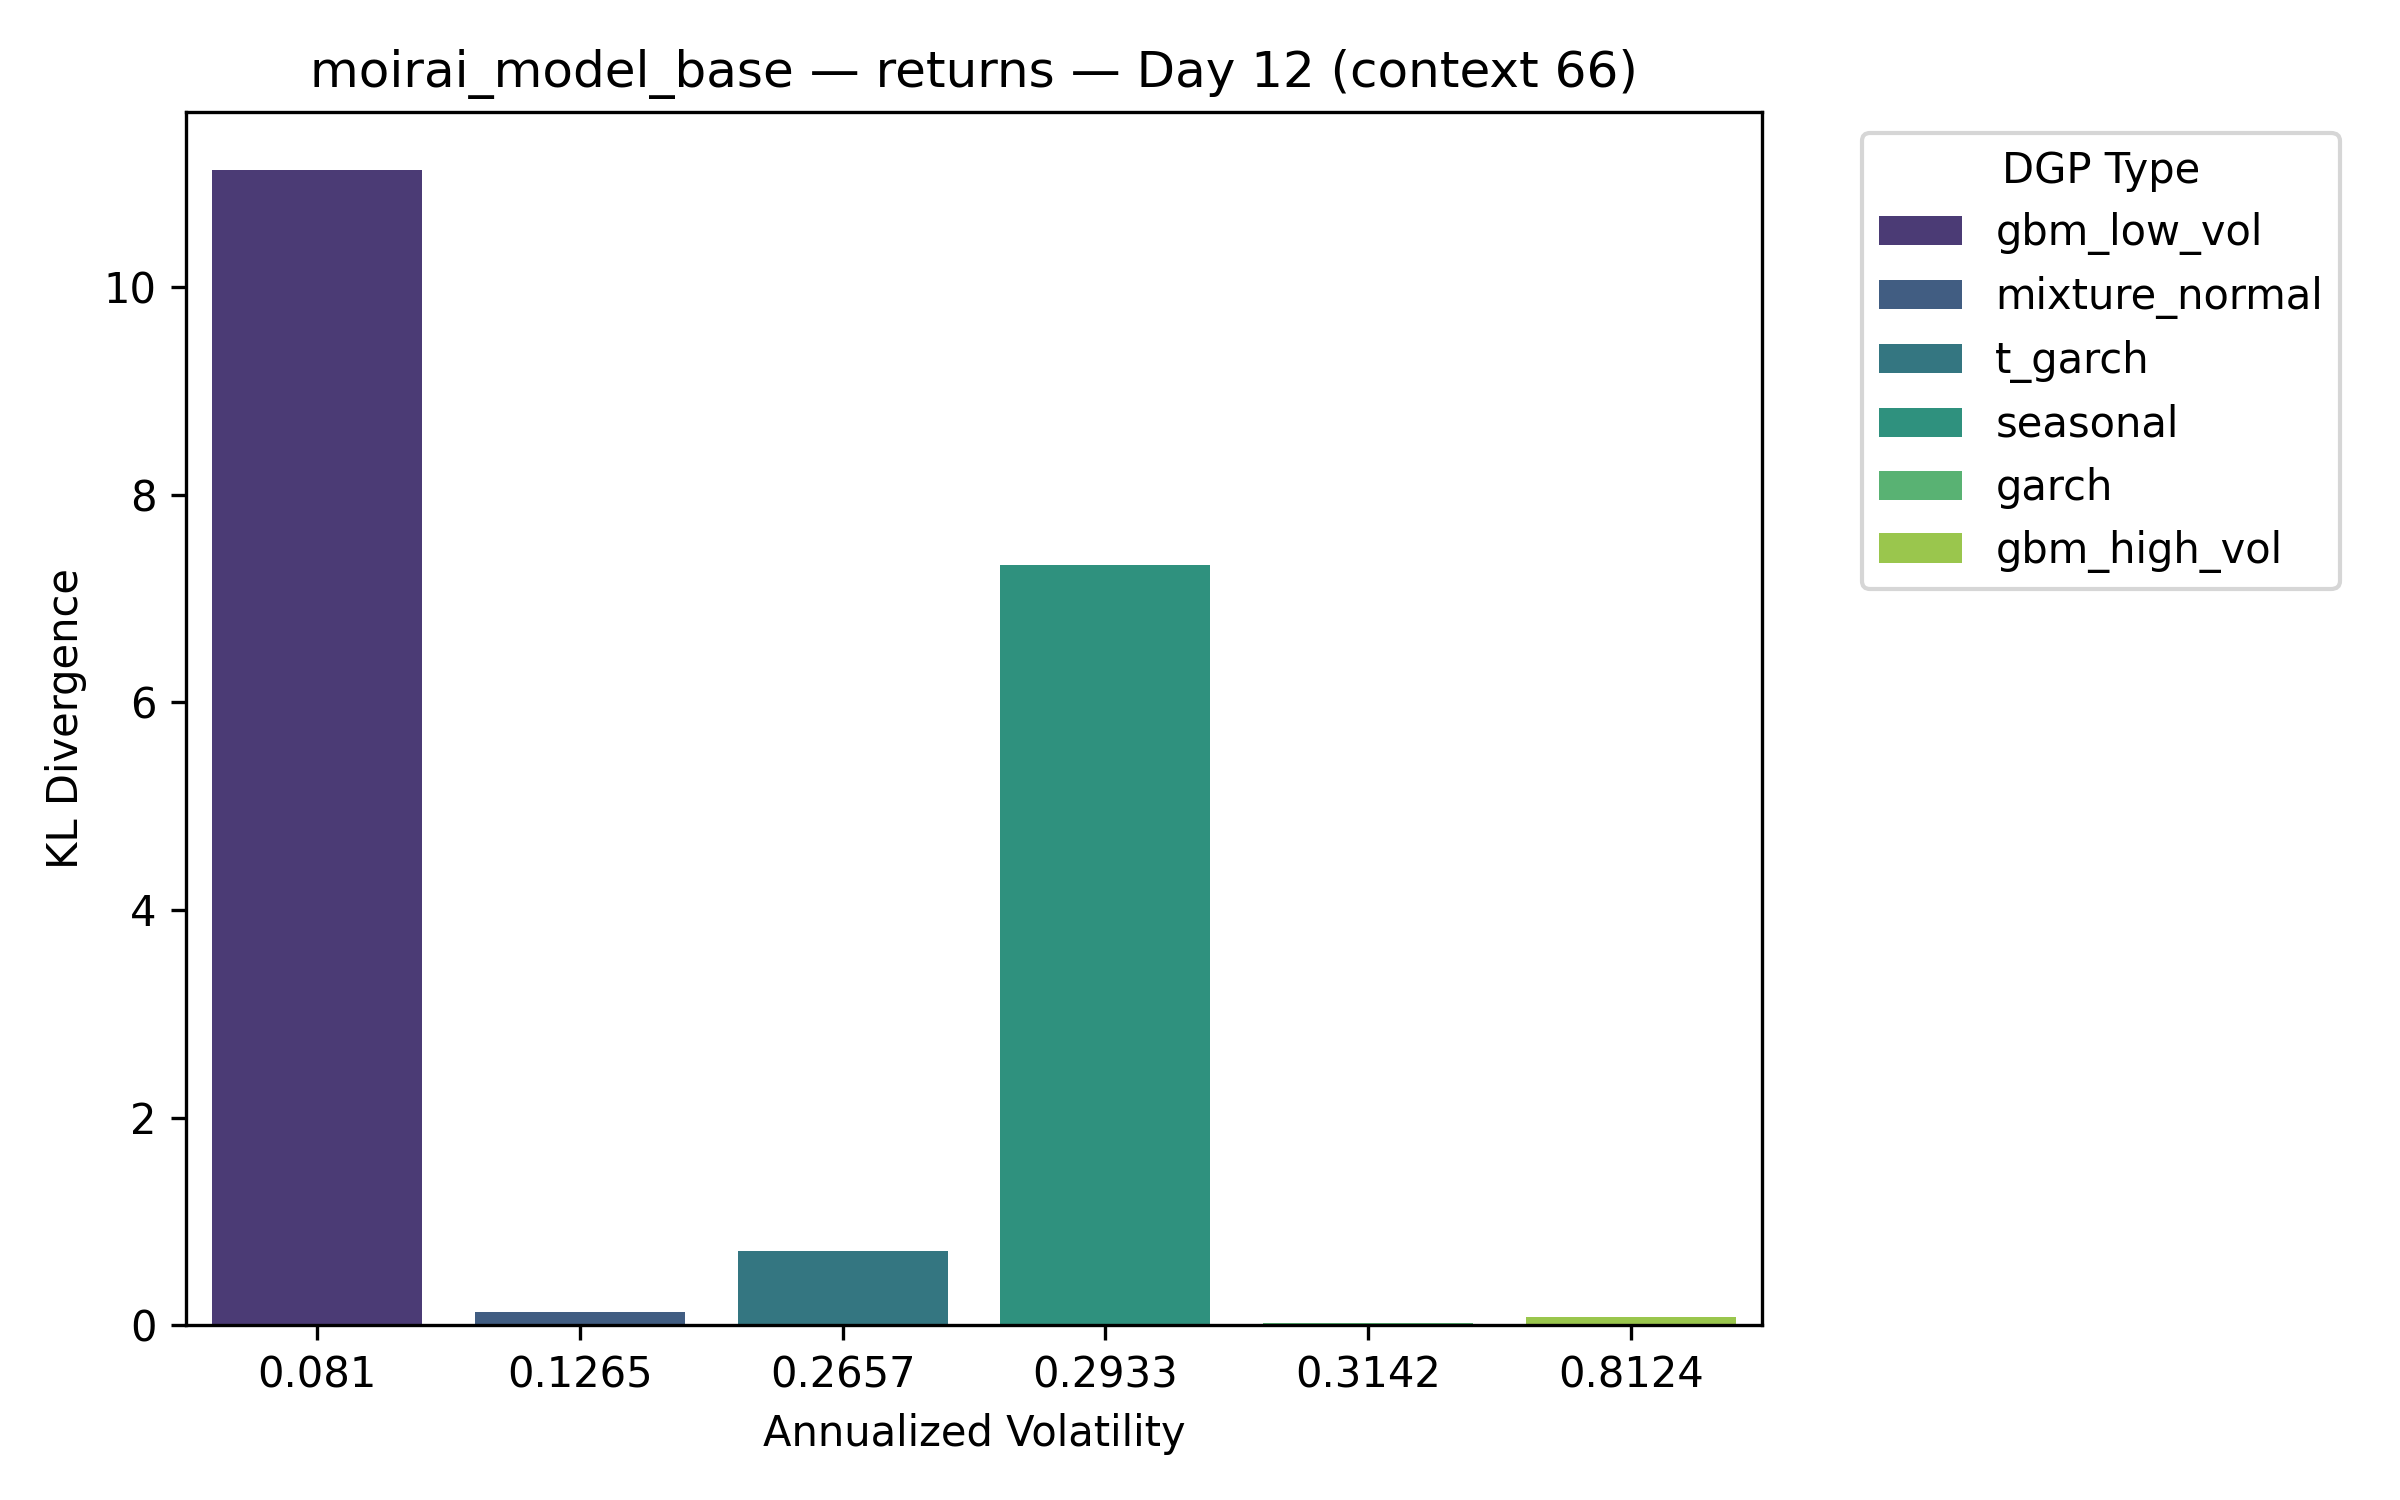 moirai_model_base — returns — Day 12 (context 66)
DGP Type
gbm_low_vol
mixture_normal
t_garch
seasonal
garch
gbm_high_vol
KL Divergence
10
8
6
4
2
0
0.081 0.1265 0.2657 0.2933 0.3142 0.8124
Annualized Volatility